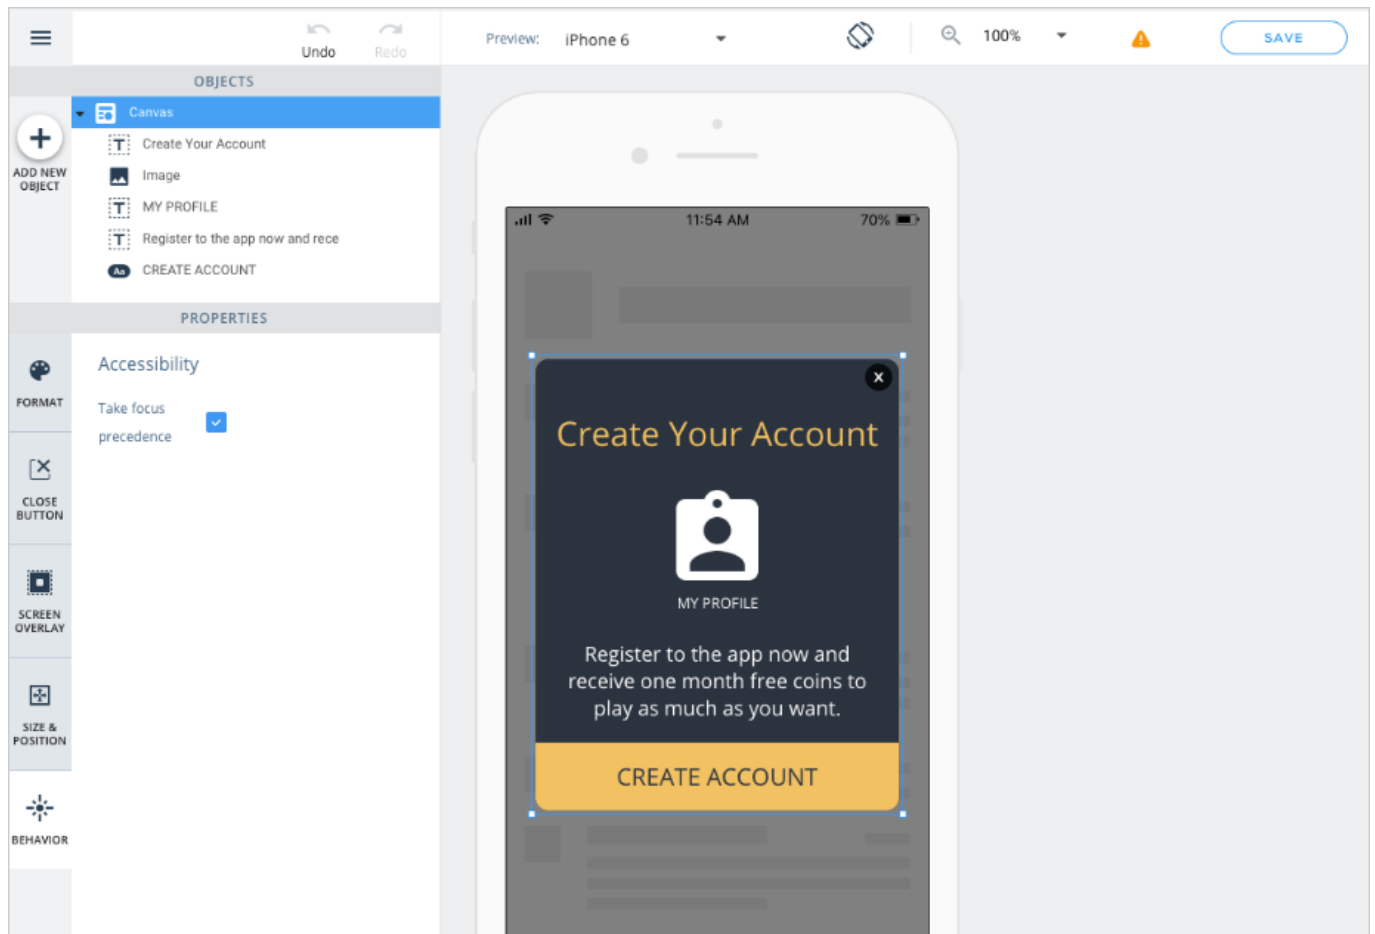 Undo
Redo
Preview:
iPhone 6
100%
SAVE
OBJECTS
Canvas
Create Your Account
Image
MY PROFILE
Register to the app now and rece
Aa
CREATE ACCOUNT
ADD NEW
OBJECT
PROPERTIES
Accessibility
Take focus
precedence
FORMAT
CLOSE
BUTTON
SCREEN
OVERLAY
SIZE &
POSITION
BEHAVIOR
11:54 AM
70%
X
Create Your Account
MY PROFILE
Register to the app now and
receive one month free coins to
play as much as you want.
CREATE ACCOUNT